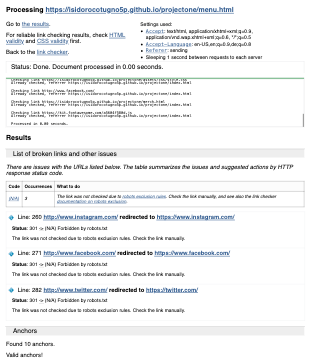 Processing https://isidorocotugno5p.github.io/projectone/menu.html
Go to the results.
For reliable link checking results, check HTML
validity and CSS validity first.
Back to the link checker.
Settings used:
Accept: text/html, application/xhtml+xml;q=0.9,
application/vnd.wap.xhtml+xml;q=0.6, */*;q=0.5
Accept-Language: en-US,en;q=0.9,de;q=0.8
Referer: sending
Sleeping 1 second between requests to each server
Status: Done. Document processed in 0.00 seconds.
Checking link http://www.facebook.com/
Processed in 0.00 seconds.
Results
List of broken links and other issues
There are issues with the URLs listed below. The table summarizes the issues and suggested actions by HTTP
response status code.
Code Occurrences What to do
(N/A) 3 The link was not checked due to robots exclusion rules. Check the link manually, and see also the link checker
documentation on robots exclusion.
Line: 260 http://www.instagram.com/ redirected to https://www.instagram.com/
Status: 301 -> (N/A) Forbidden by robots.txt
The link was not checked due to robots exclusion rules. Check the link manually.
Line: 271 http://www.facebook.com/ redirected to https://www.facebook.com/
Status: 301 -> (N/A) Forbidden by robots.txt
The link was not checked due to robots exclusion rules. Check the link manually.
Line: 282 http://www.twitter.com/ redirected to https://twitter.com/
Status: 301 -> (N/A) Forbidden by robots.txt
The link was not checked due to robots exclusion rules. Check the link manually.
Anchors
Found 10 anchors.
Valid anchors!